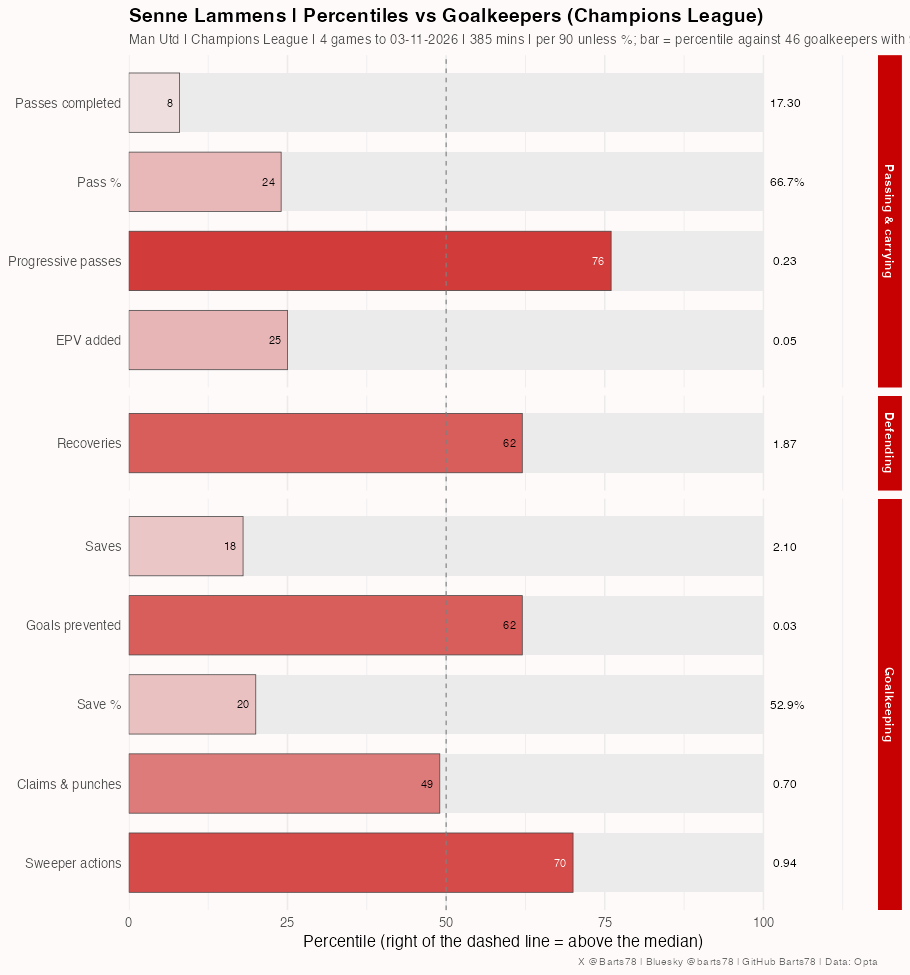 Senne Lammens | Percentiles vs Goalkeepers (Champions League)
Man Utd | Champions League | 4 games to 03-11-2026 | 385 mins | per 90 unless %; bar = percentile against 46 goalkeepers with
Passes completed 8 17.30
Pass % 24 66.7%
Progressive passes 76 0.23
EPV added 25 0.05
Passing & carrying
Recoveries 62 1.87
Defending
Saves 18 2.10
Goals prevented 62 0.03
Save % 20 52.9%
Claims & punches 49 0.70
Sweeper actions 70 0.94
Goalkeeping
0 25 50 75 100
Percentile (right of the dashed line = above the median)
X @Barts78 | Bluesky @barts78 | GitHub Barts78 | Data: Opta